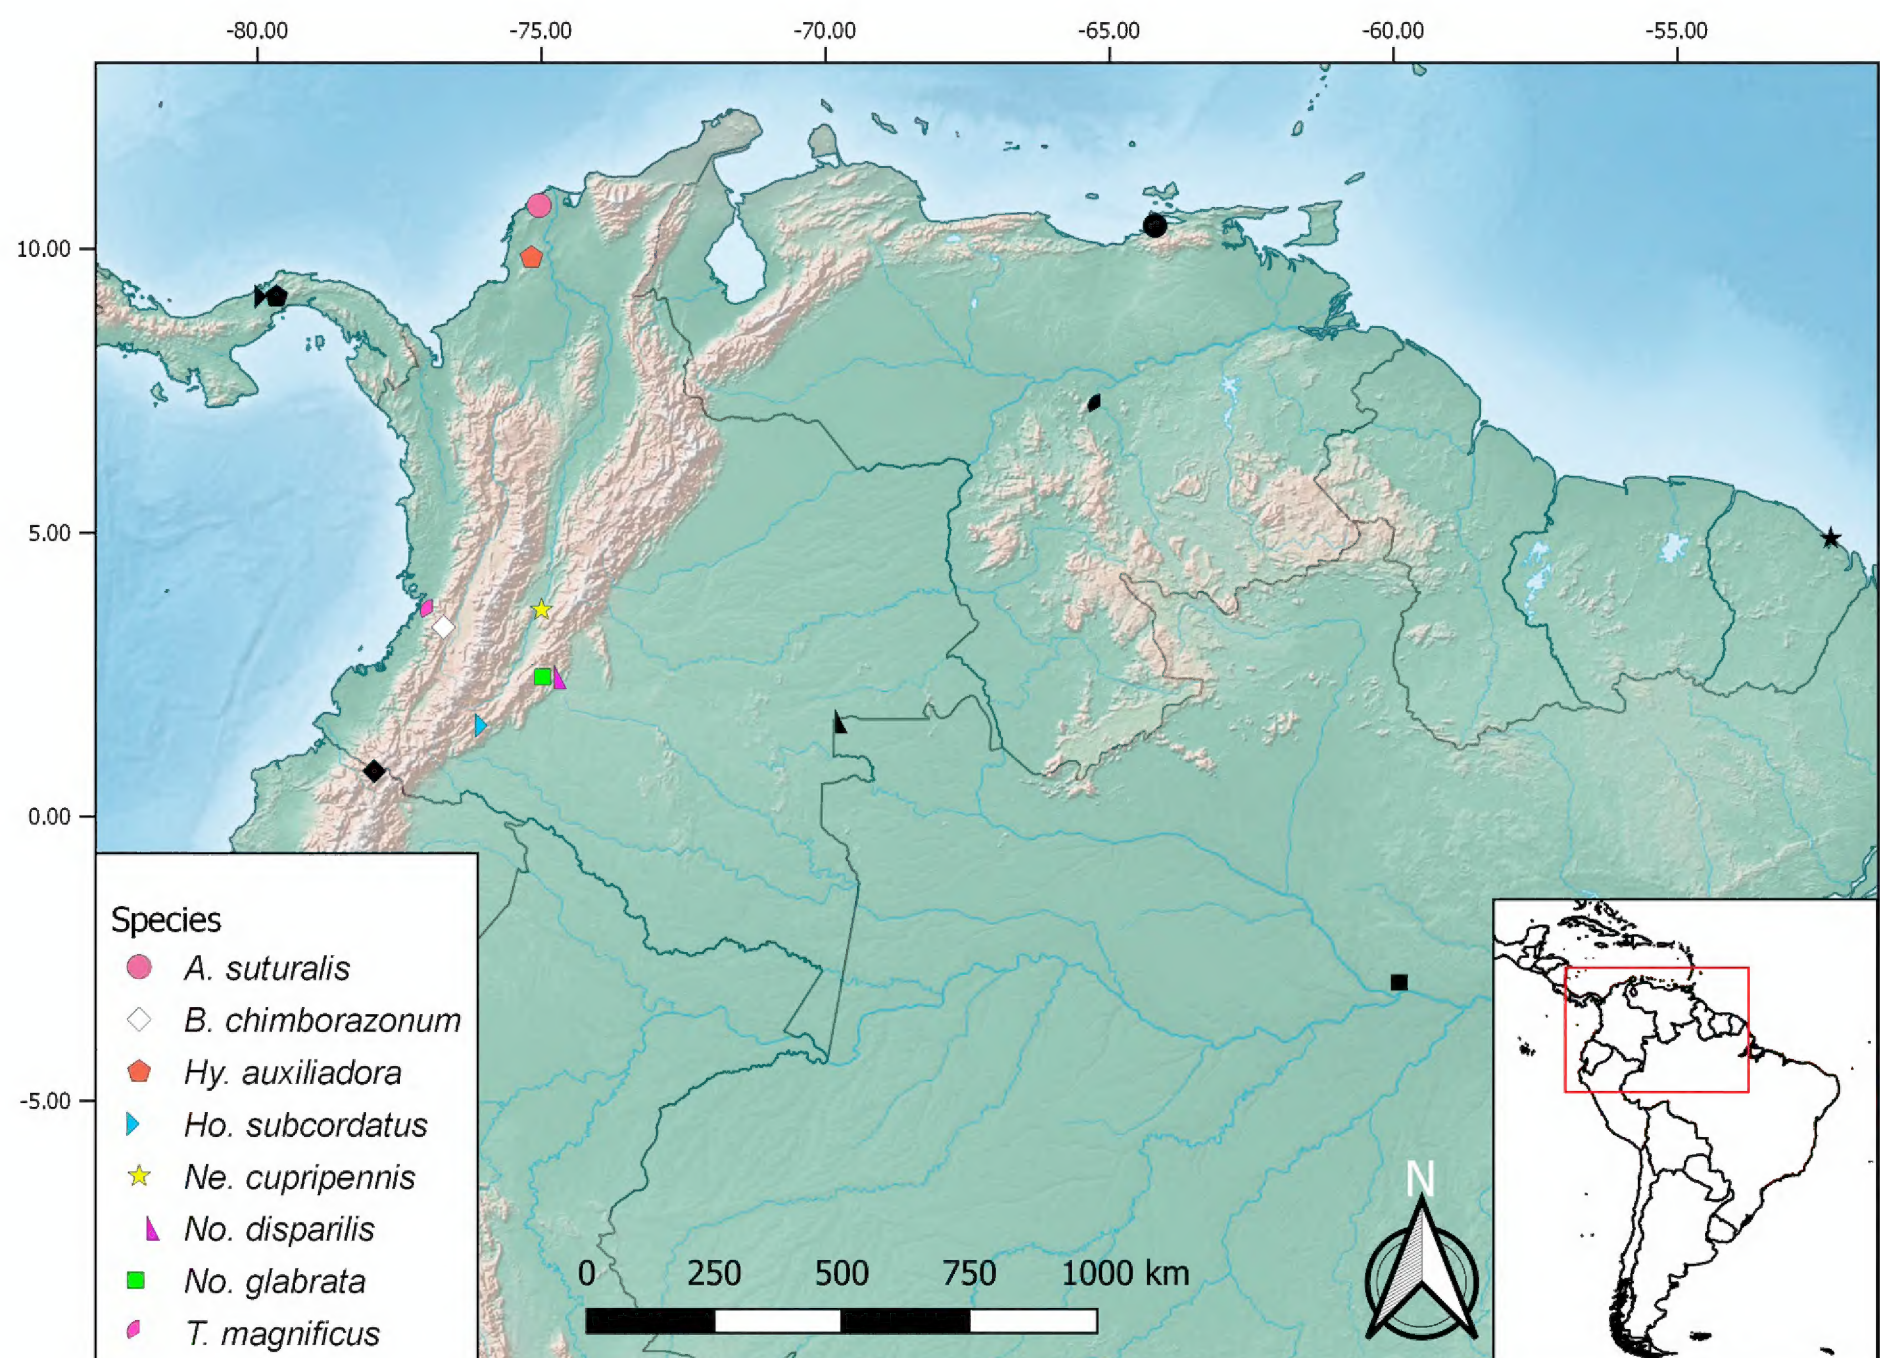 -80.00 -75.00 -70.00 -65.00 -60.00 -55.00
10.00
5.00
0.00
-5.00
Species
A. suturalis
B. chimborazonum
Hy. auxiliadora
Ho. subcordatus
Ne. cupripennis
No. disparilis
No. glabrata
T. magnificus
0 250 500 750 1000 km
N